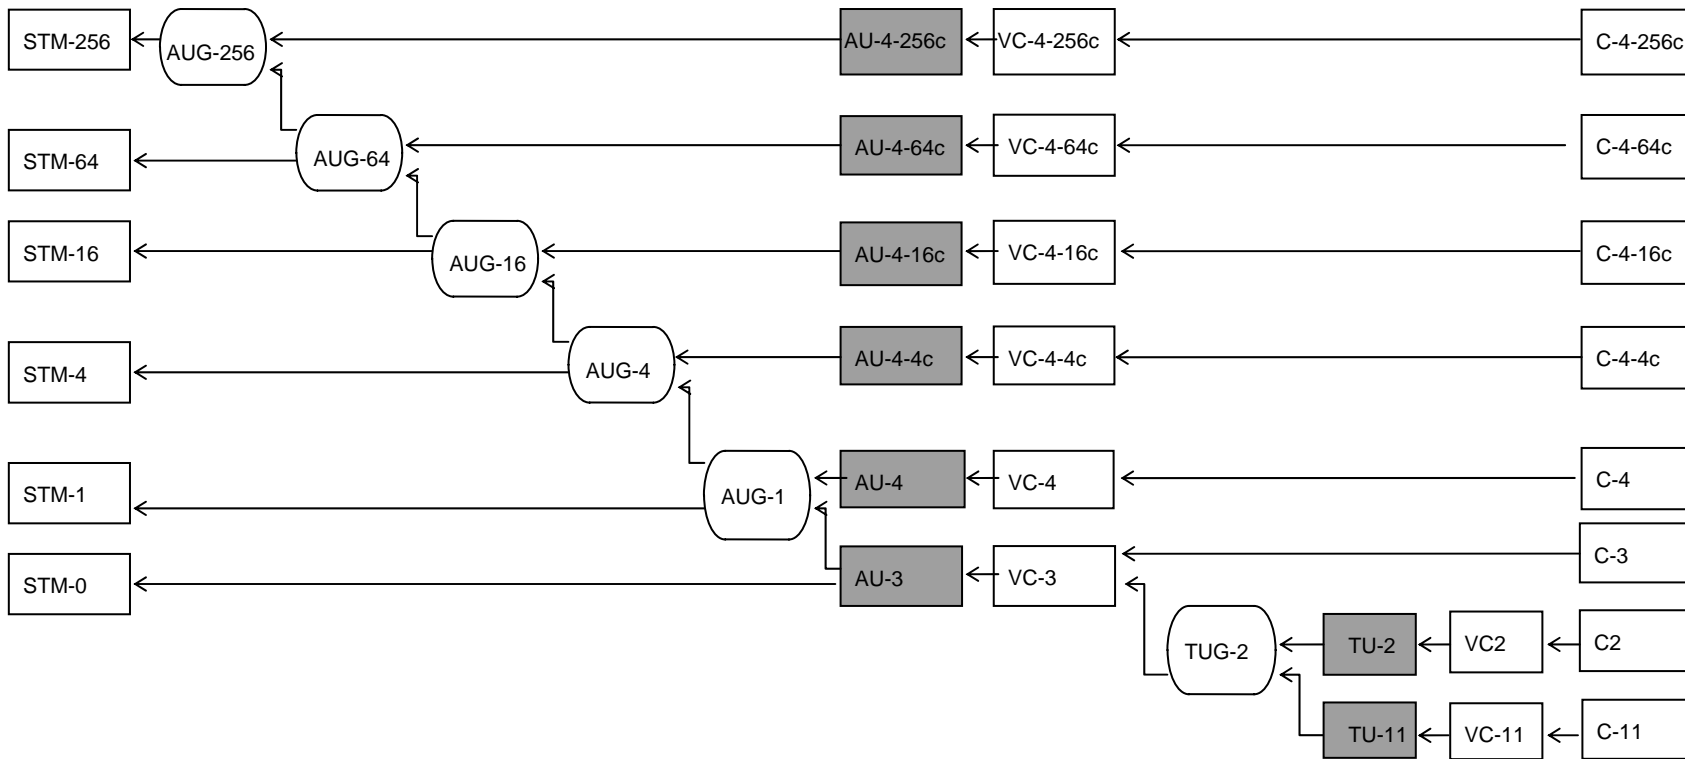 STM-256
AUG-256
AU-4-256c
VC-4-256c
C-4-256c
STM-64
AUG-64
AU-4-64c
VC-4-64c
C-4-64c
STM-16
AUG-16
AU-4-16c
VC-4-16c
C-4-16c
STM-4
AUG-4
AU-4-4c
VC-4-4c
C-4-4c
STM-1
AUG-1
AU-4
VC-4
C-4
STM-0
AU-3
VC-3
C-3
TUG-2
TU-2
VC2
C2
TU-11
VC-11
C-11